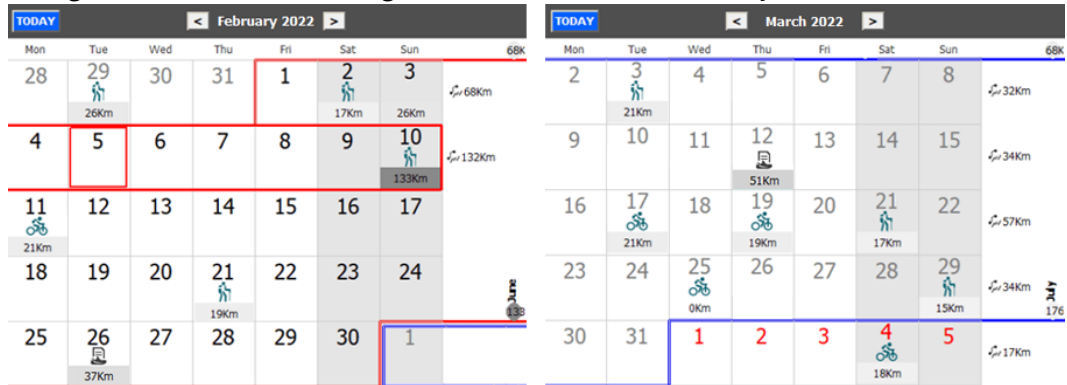 TODAY
< February 2022 >
Mon Tue Wed Thu Fri Sat Sun 68K
28 29 30 31 1 2 3
68Km
26Km 17Km 26Km
4 5 6 7 8 9 10
132Km
133Km
11 12 13 14 15 16 17
21Km
18 19 20 21 22 23 24
19Km
June
133
25 26 27 28 29 30 1
37Km
TODAY
< March 2022 >
Mon Tue Wed Thu Fri Sat Sun 68K
2 3 4 5 6 7 8
32Km
21Km
9 10 11 12 13 14 15
34Km
51Km
16 17 18 19 20 21 22
57Km
21Km 19Km 17Km
23 24 25 26 27 28 29
34Km
0Km 15Km
July
176
30 31 1 2 3 4 5
17Km
18Km